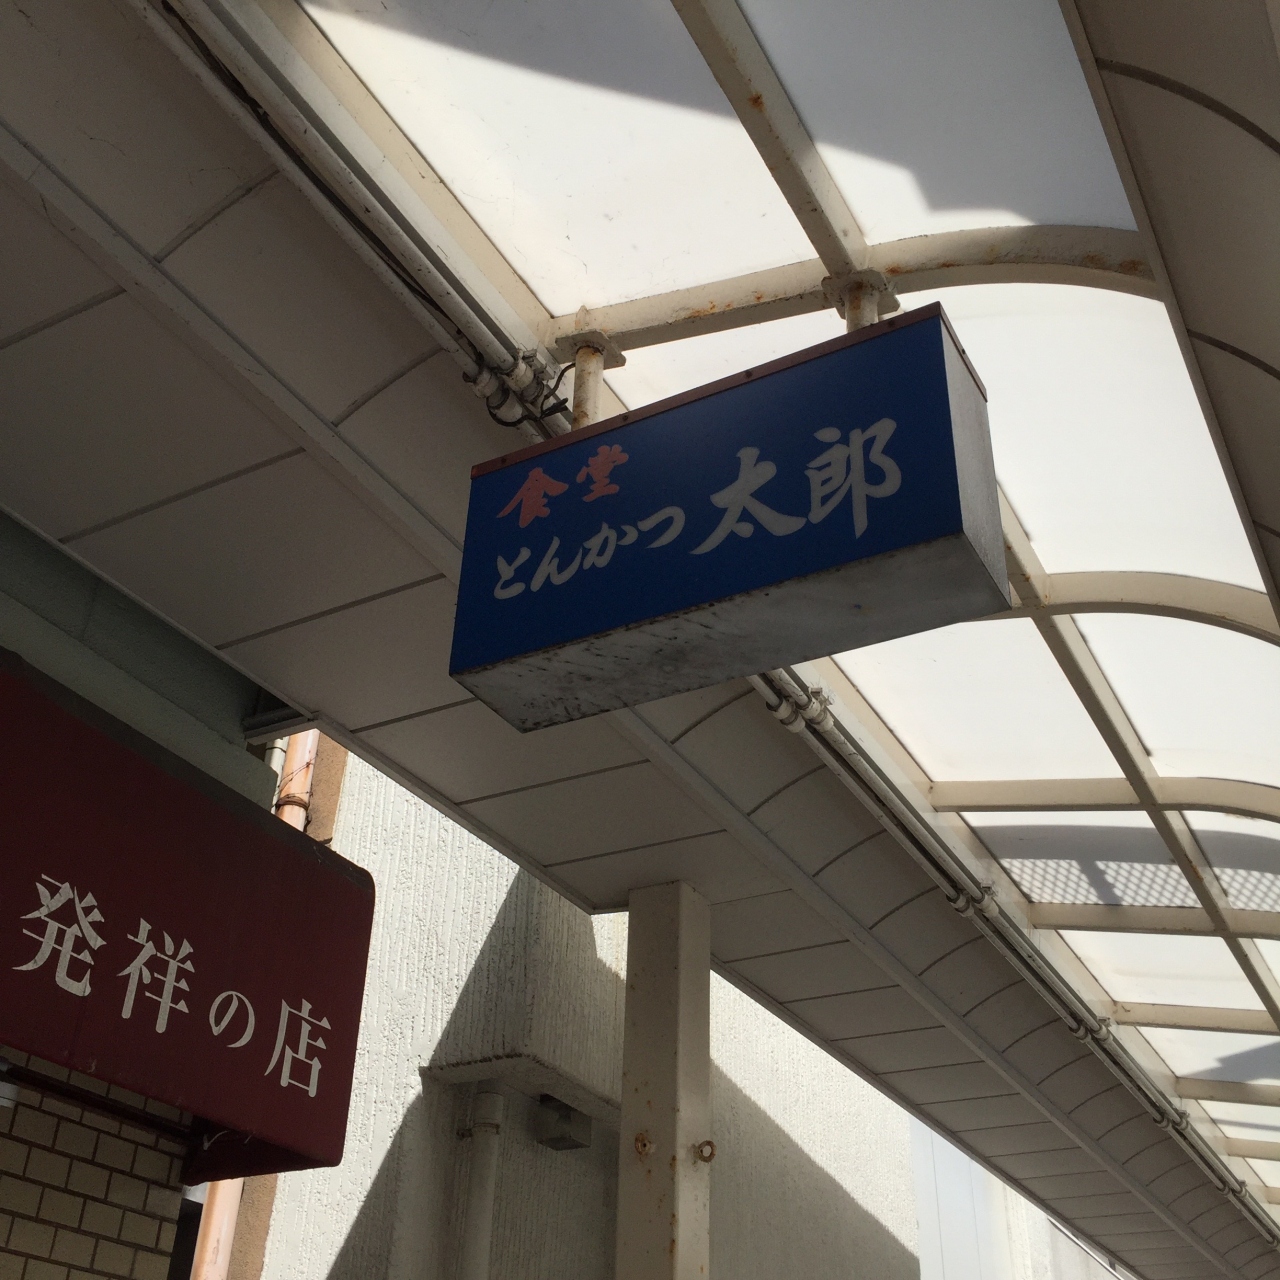 食堂
とんかつ 太郎
発祥の店